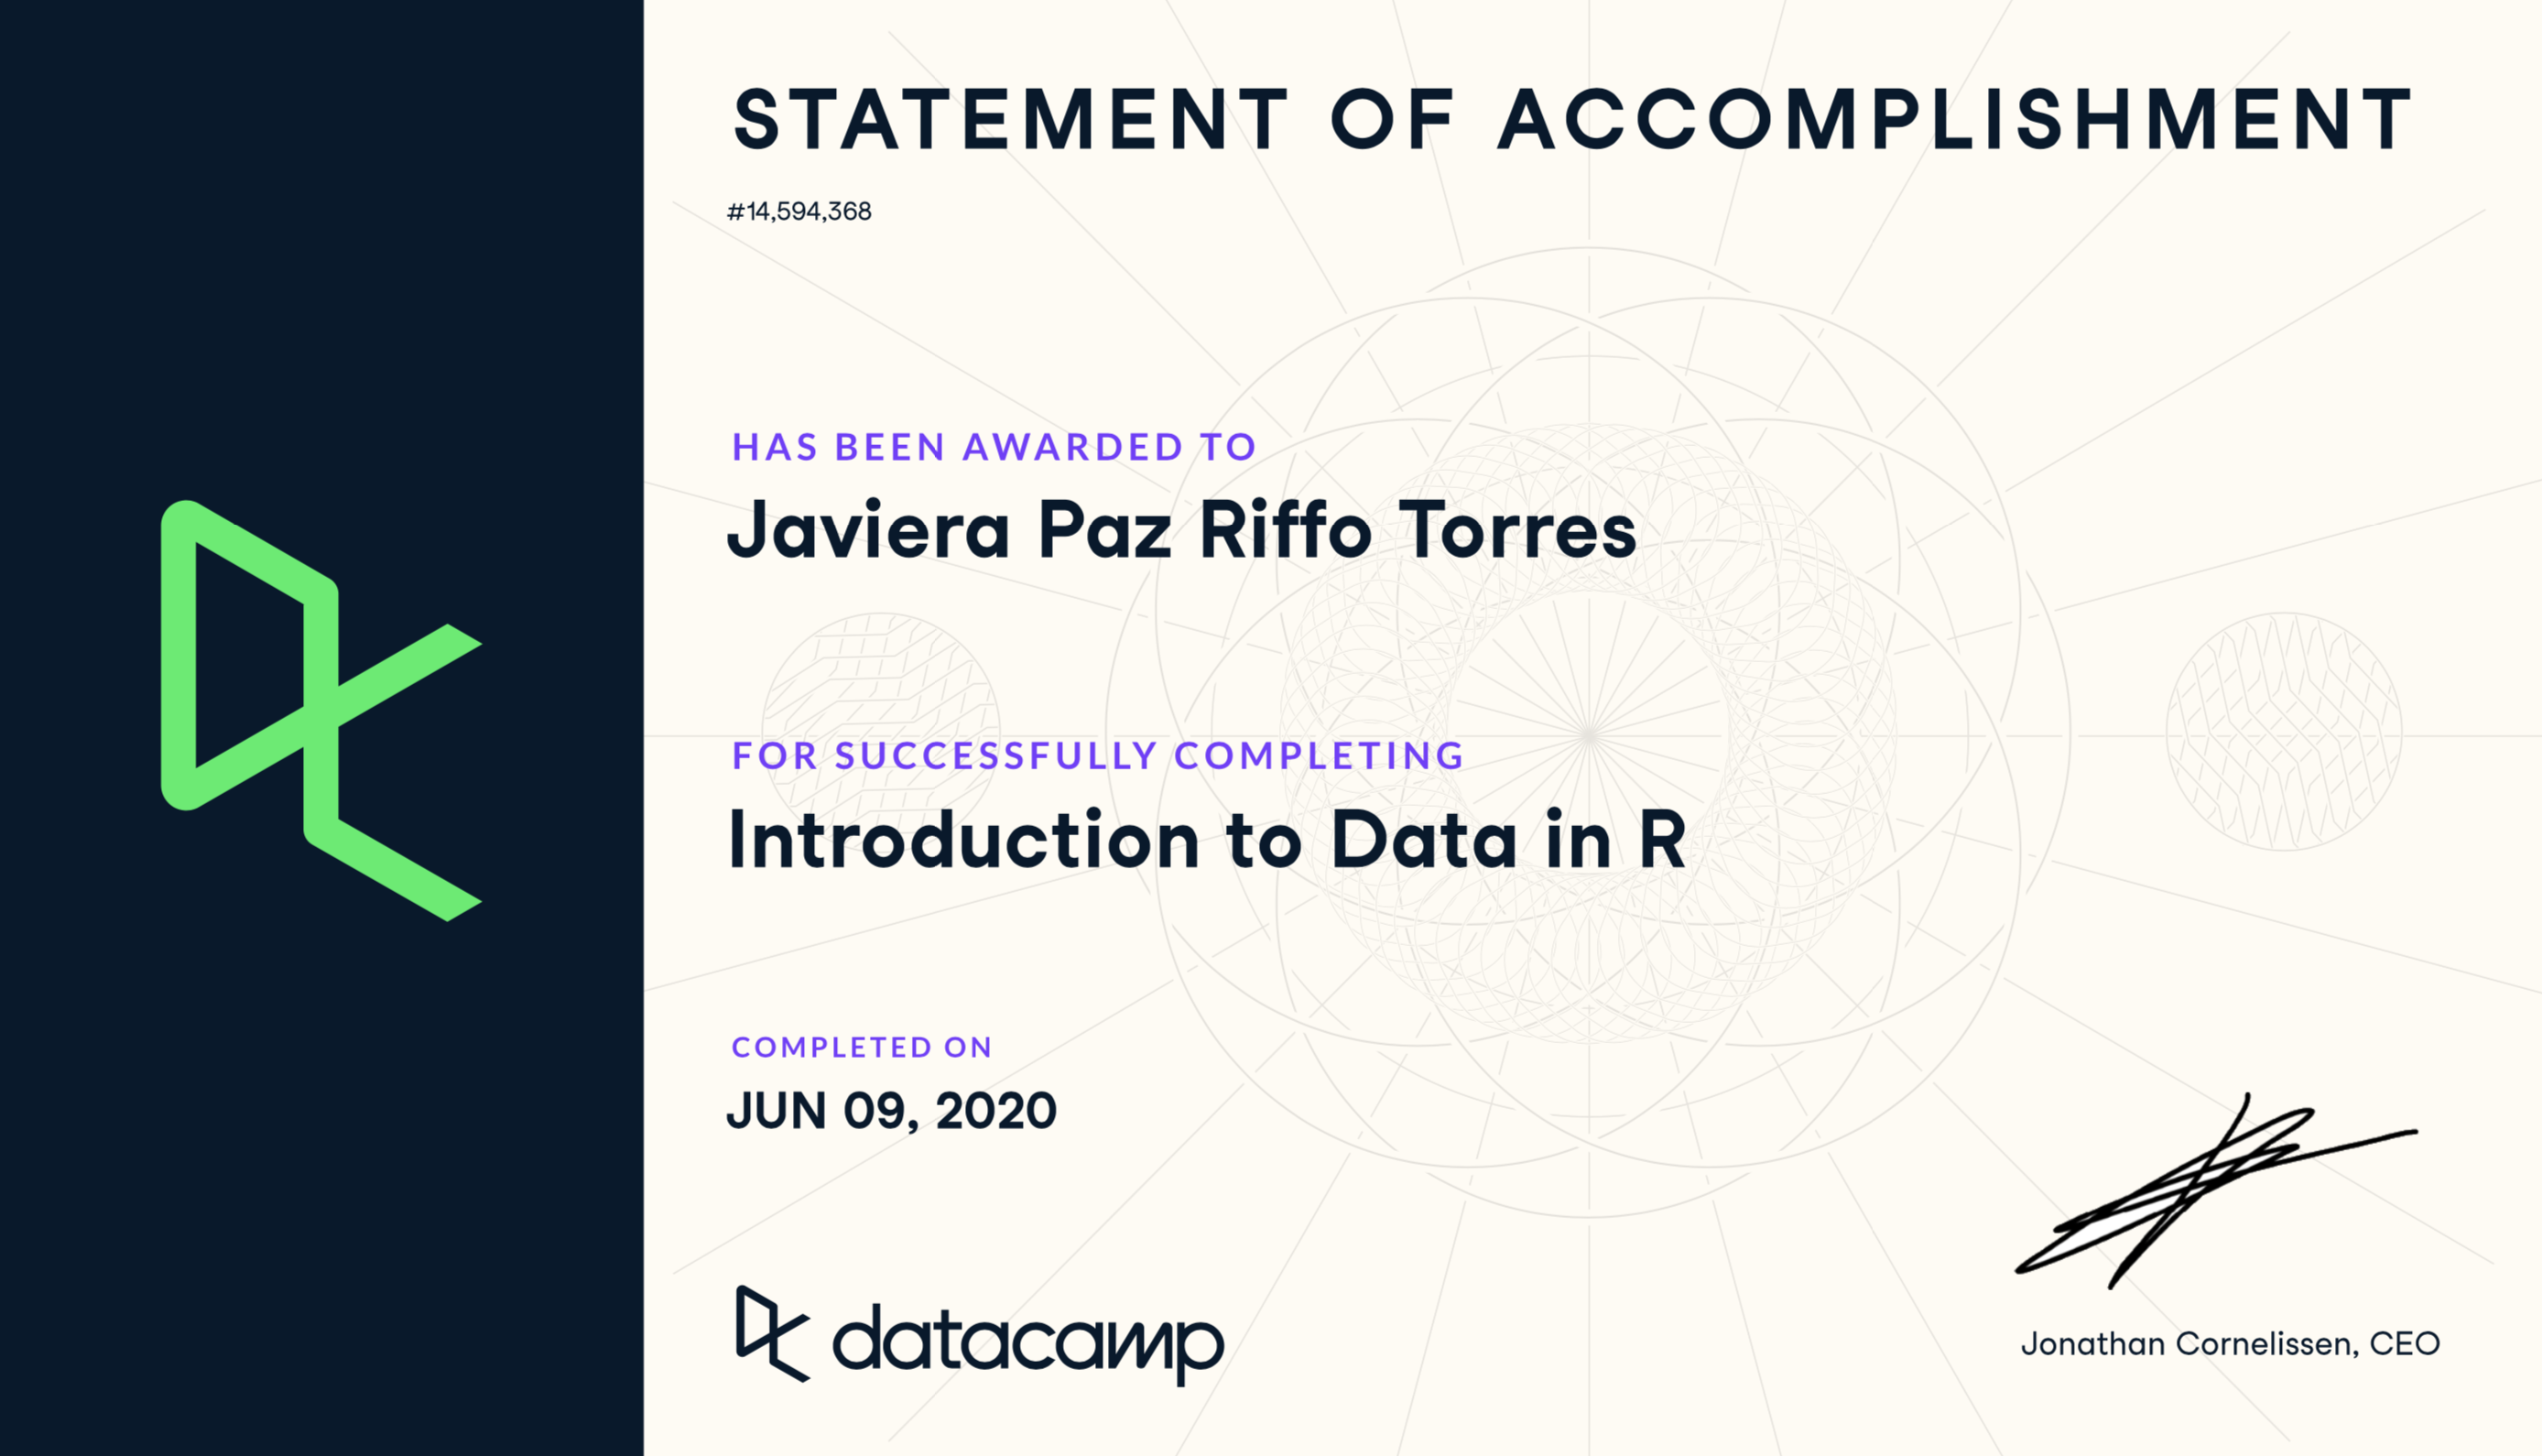 STATEMENT OF ACCOMPLISHMENT
#14,594,368
HAS BEEN AWARDED TO
Javiera Paz Riffo Torres
FOR SUCCESSFULLY COMPLETING
Introduction to Data in R
COMPLETED ON
JUN 09, 2020
datacamp
Jonathan Cornelissen, CEO